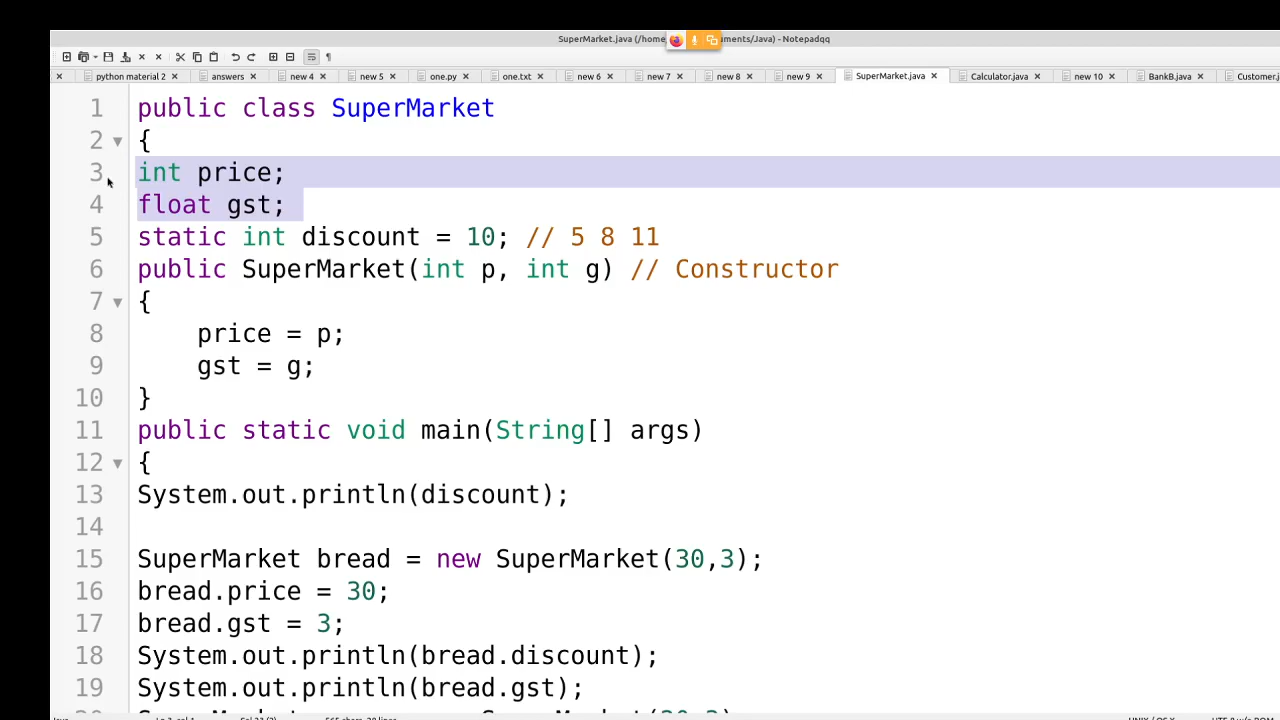 SuperMarket.java (/home, uments/Java) - Notepadqq
python material 2 answers new 4 new 5 one.py one.txt new 6 new 7 new 8 new 9 SuperMarket.java Calculator.java new 10 BankB.java Customer.j
1 public class SuperMarket
2 {
3 int price;
4 float gst;
5 static int discount = 10; // 5 8 11
6 public SuperMarket(int p, int g) // Constructor
7 {
8 price = p;
9 gst = g;
10 }
11 public static void main(String[] args)
12 {
13 System.out.println(discount);
14
15 SuperMarket bread = new SuperMarket(30,3);
16 bread.price = 30;
17 bread.gst = 3;
18 System.out.println(bread.discount);
19 System.out.println(bread.gst);